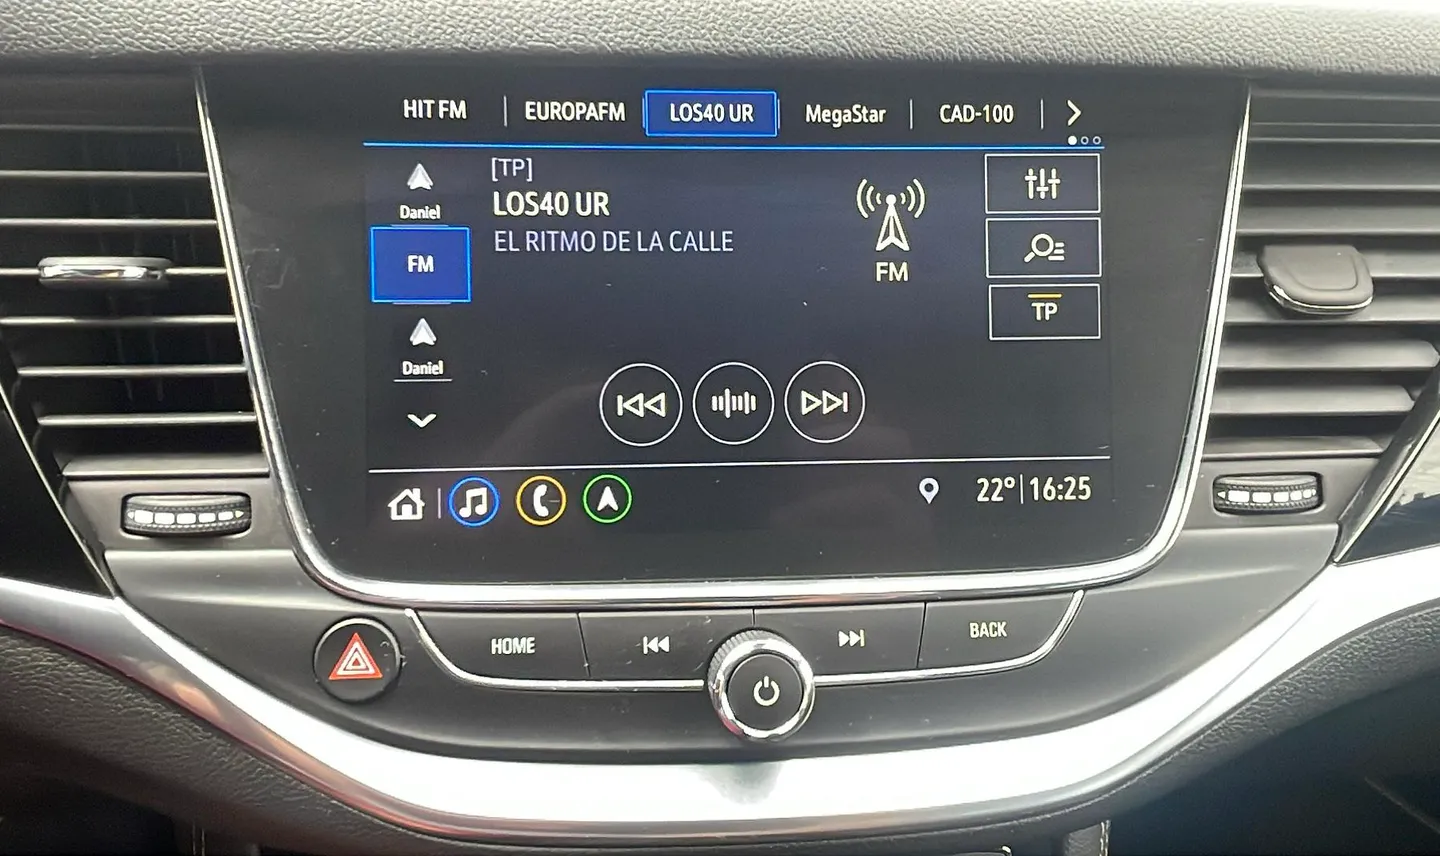 HIT FM
EUROPAFM
LOS40 UR
MegaStar
CAD-100
Daniel
FM
Daniel
[TP]
LOS40 UR
EL RITMO DE LA CALLE
FM
TP
22° 16:25
HOME
BACK